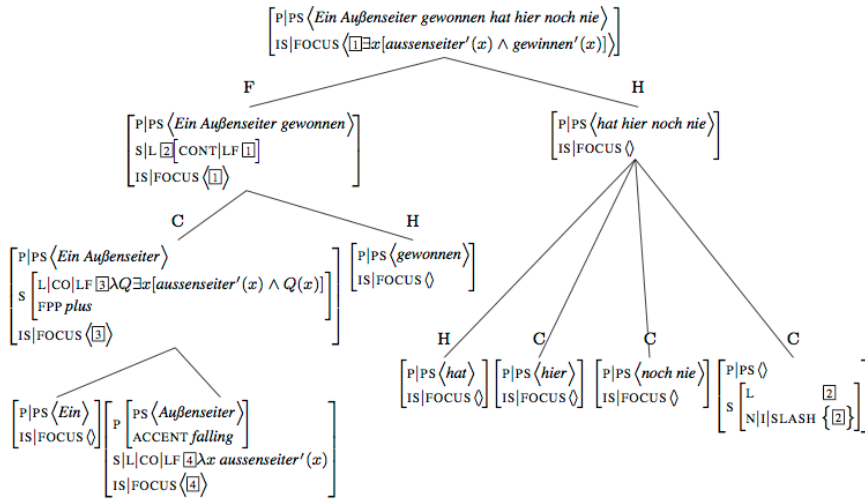 P|PS ⟨Ein Außenseiter gewonnen hat hier noch nie⟩
IS|FOCUS ⟨[1]∃x[aussenseiter′(x) ∧ gewinnen′(x)]⟩
F
H
P|PS ⟨Ein Außenseiter gewonnen⟩
S|L [2][CONT|LF [1]]
IS|FOCUS ⟨[1]⟩
P|PS ⟨hat hier noch nie⟩
IS|FOCUS ⟨⟩
C
H
P|PS ⟨Ein Außenseiter⟩
S [L|CO|LF [3]λQ∃x[aussenseiter′(x) ∧ Q(x)]
FPP plus]
IS|FOCUS ⟨[3]⟩
P|PS ⟨gewonnen⟩
IS|FOCUS ⟨⟩
H
C
C
C
P|PS ⟨Ein⟩
IS|FOCUS ⟨⟩
P [PS ⟨Außenseiter⟩
ACCENT falling]
S|L|CO|LF [4]λx aussenseiter′(x)
IS|FOCUS ⟨[4]⟩
P|PS ⟨hat⟩
IS|FOCUS ⟨⟩
P|PS ⟨hier⟩
IS|FOCUS ⟨⟩
P|PS ⟨noch nie⟩
IS|FOCUS ⟨⟩
P|PS ⟨⟩
S [L [2]
N|I|SLASH {[2]}]